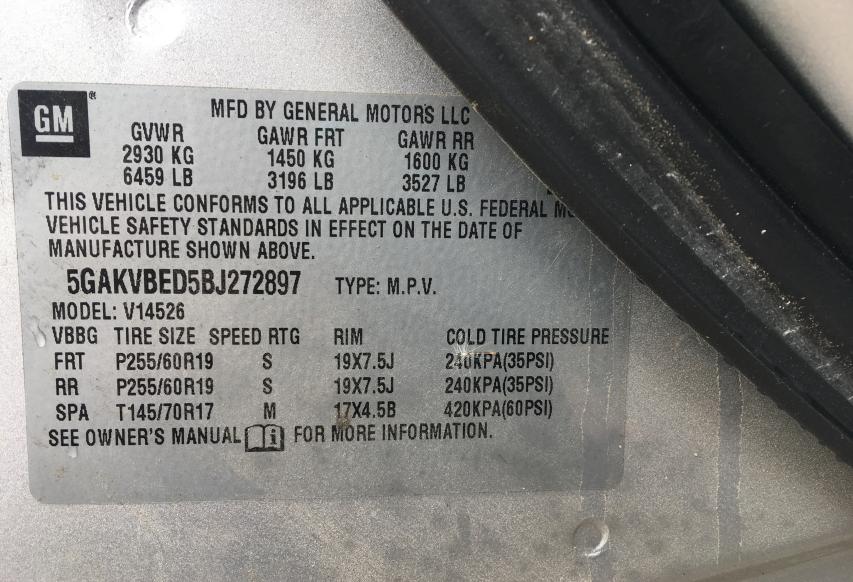 GM®
MFD BY GENERAL MOTORS LLC
GVWR GAWR FRT GAWR RR
2930 KG 1450 KG 1600 KG
6459 LB 3196 LB 3527 LB
THIS VEHICLE CONFORMS TO ALL APPLICABLE U.S. FEDERAL
VEHICLE SAFETY STANDARDS IN EFFECT ON THE DATE OF
MANUFACTURE SHOWN ABOVE.
5GAKVBED5BJ272897 TYPE: M.P.V.
MODEL: V14526
VBBG TIRE SIZE SPEED RTG RIM COLD TIRE PRESSURE
FRT P255/60R19 S 19X7.5J 240KPA(35PSI)
RR P255/60R19 S 19X7.5J 240KPA(35PSI)
SPA T145/70R17 M 17X4.5B 420KPA(60PSI)
SEE OWNER'S MANUAL i FOR MORE INFORMATION.